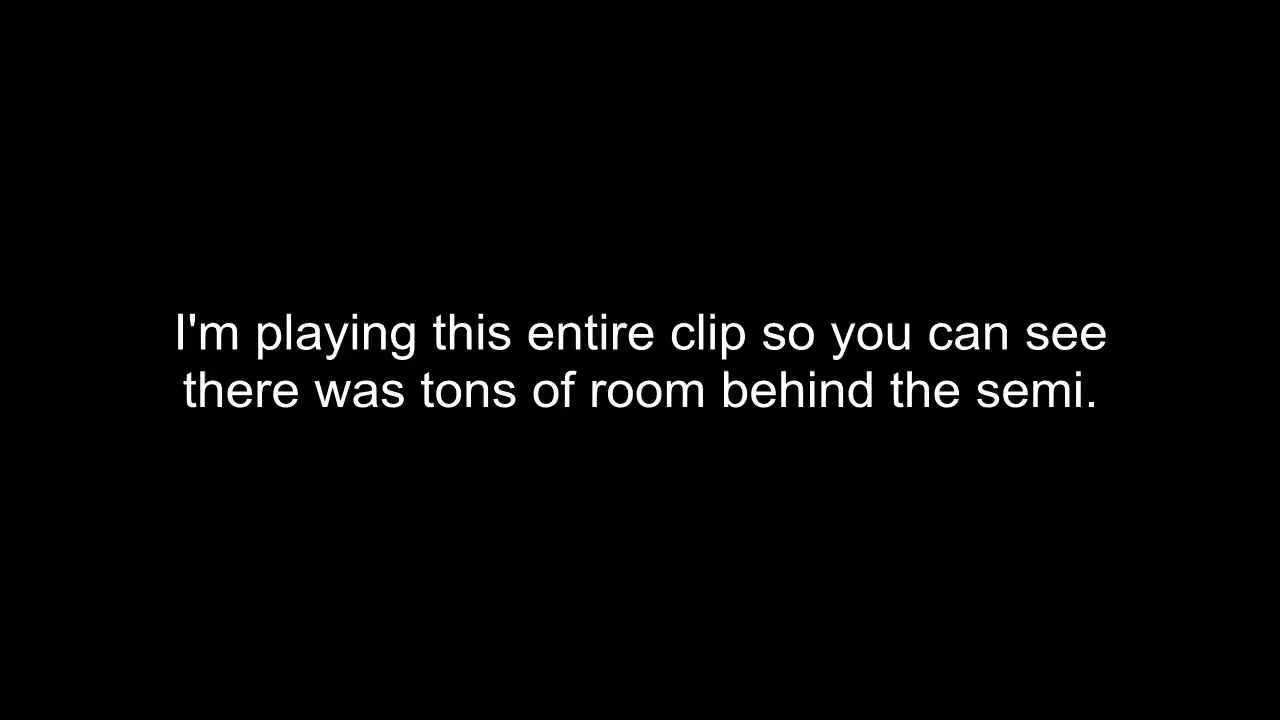 I'm playing this entire clip so you can see
there was tons of room behind the semi.